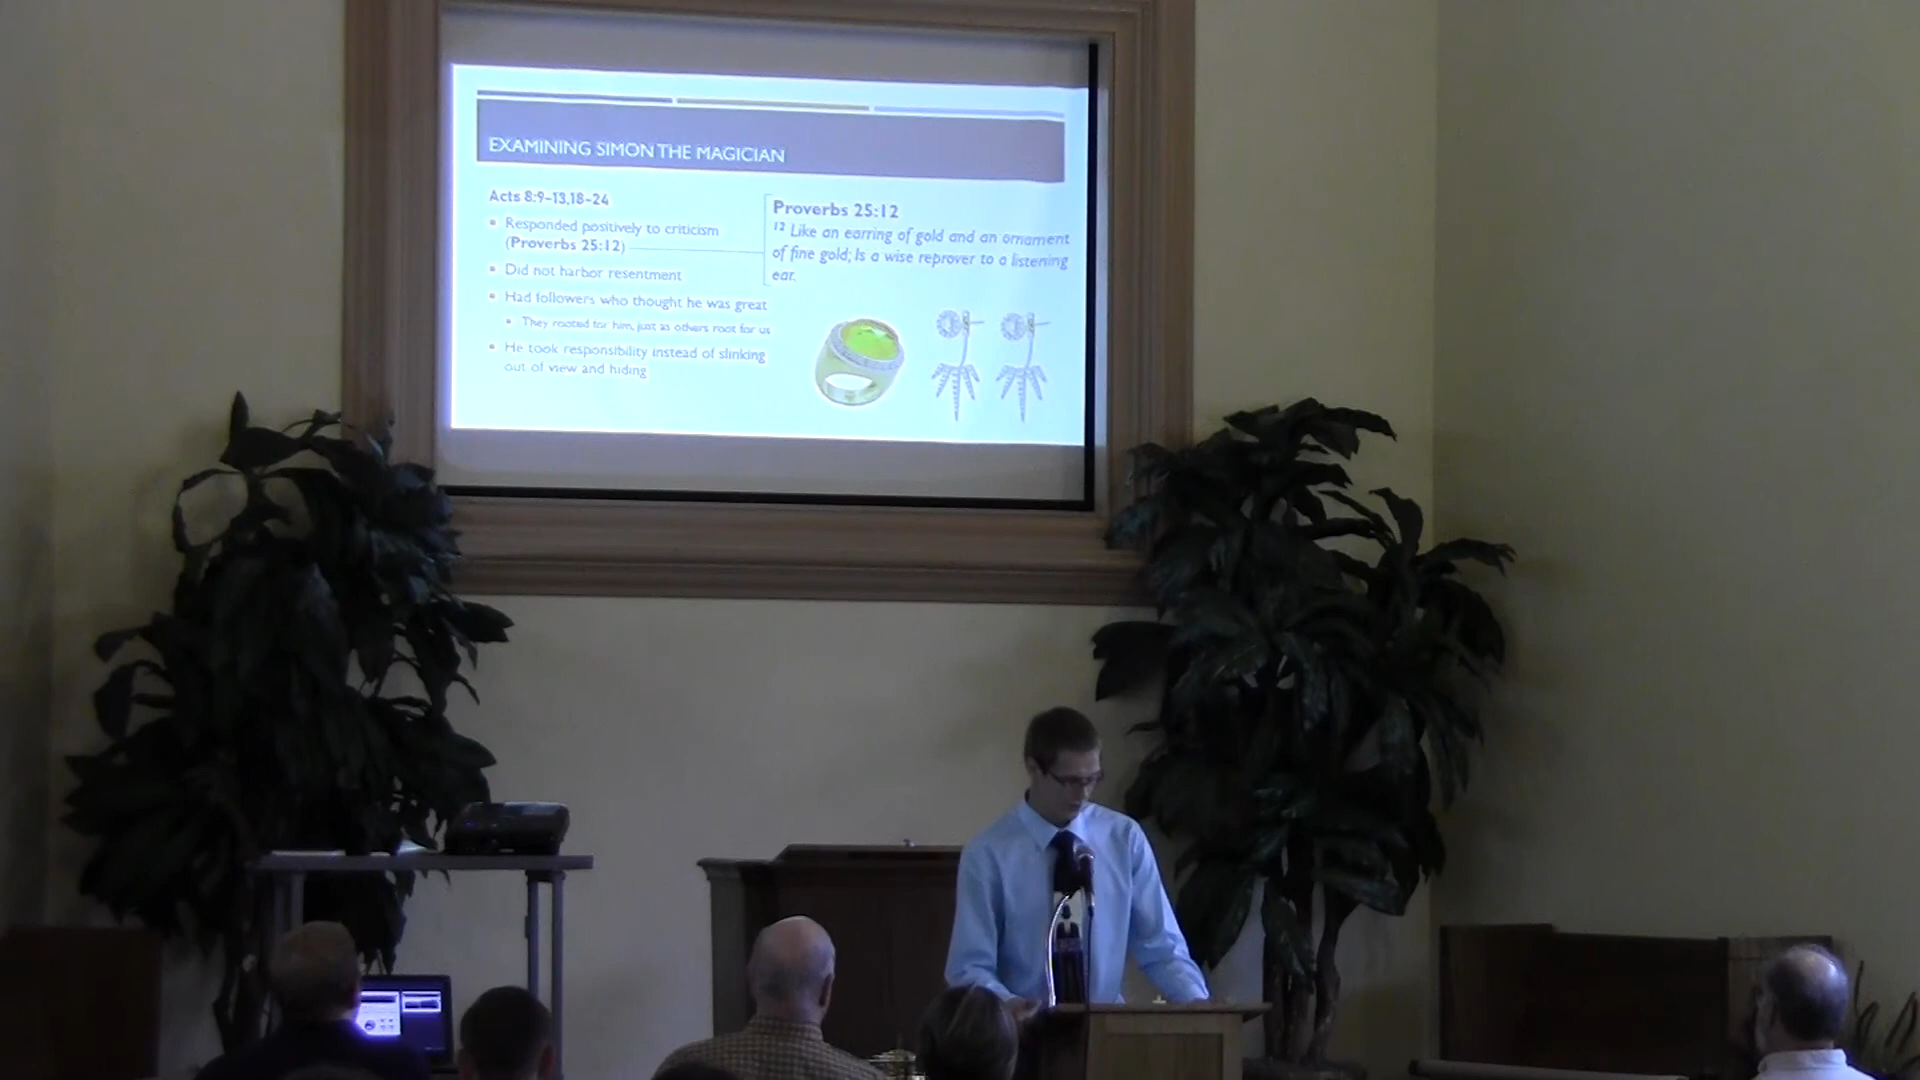 EXAMINING SIMON THE MAGICIAN
Acts 8:9-13,18-24
• Responded positively to criticism
(Proverbs 25:12)
• Did not harbor resentment
• Had followers who thought he was great
• They rooted for him, just as others root for us
• He took responsibility instead of slinking
out of view and hiding
Proverbs 25:12
12 Like an earring of gold and an ornament
of fine gold; Is a wise reprover to a listening
ear.